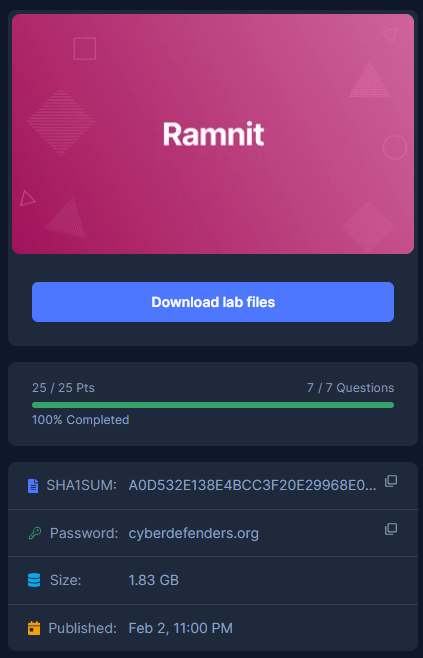 Ramnit
Download lab files
25 / 25 Pts 7 / 7 Questions
100% Completed
SHA1SUM: A0D532E138E4BCC3F20E29968E0...
Password: cyberdefenders.org
Size: 1.83 GB
Published: Feb 2, 11:00 PM